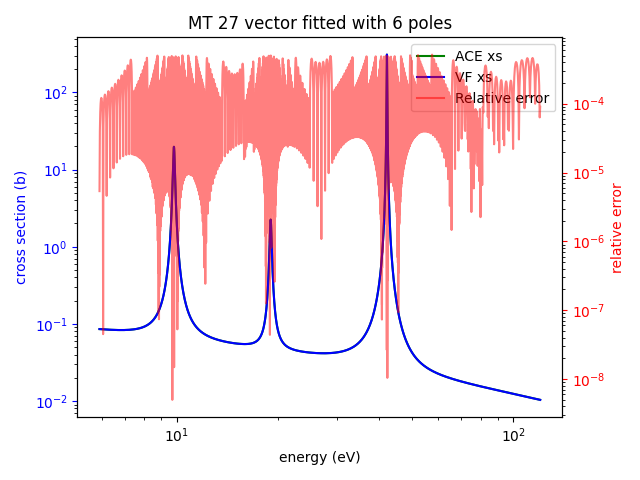 MT 27 vector fitted with 6 poles
ACE xs
VF xs
Relative error
cross section (b)
10²
10¹
10⁰
10⁻¹
10⁻²
relative error
10⁻⁴
10⁻⁵
10⁻⁶
10⁻⁷
10⁻⁸
10¹ 10²
energy (eV)